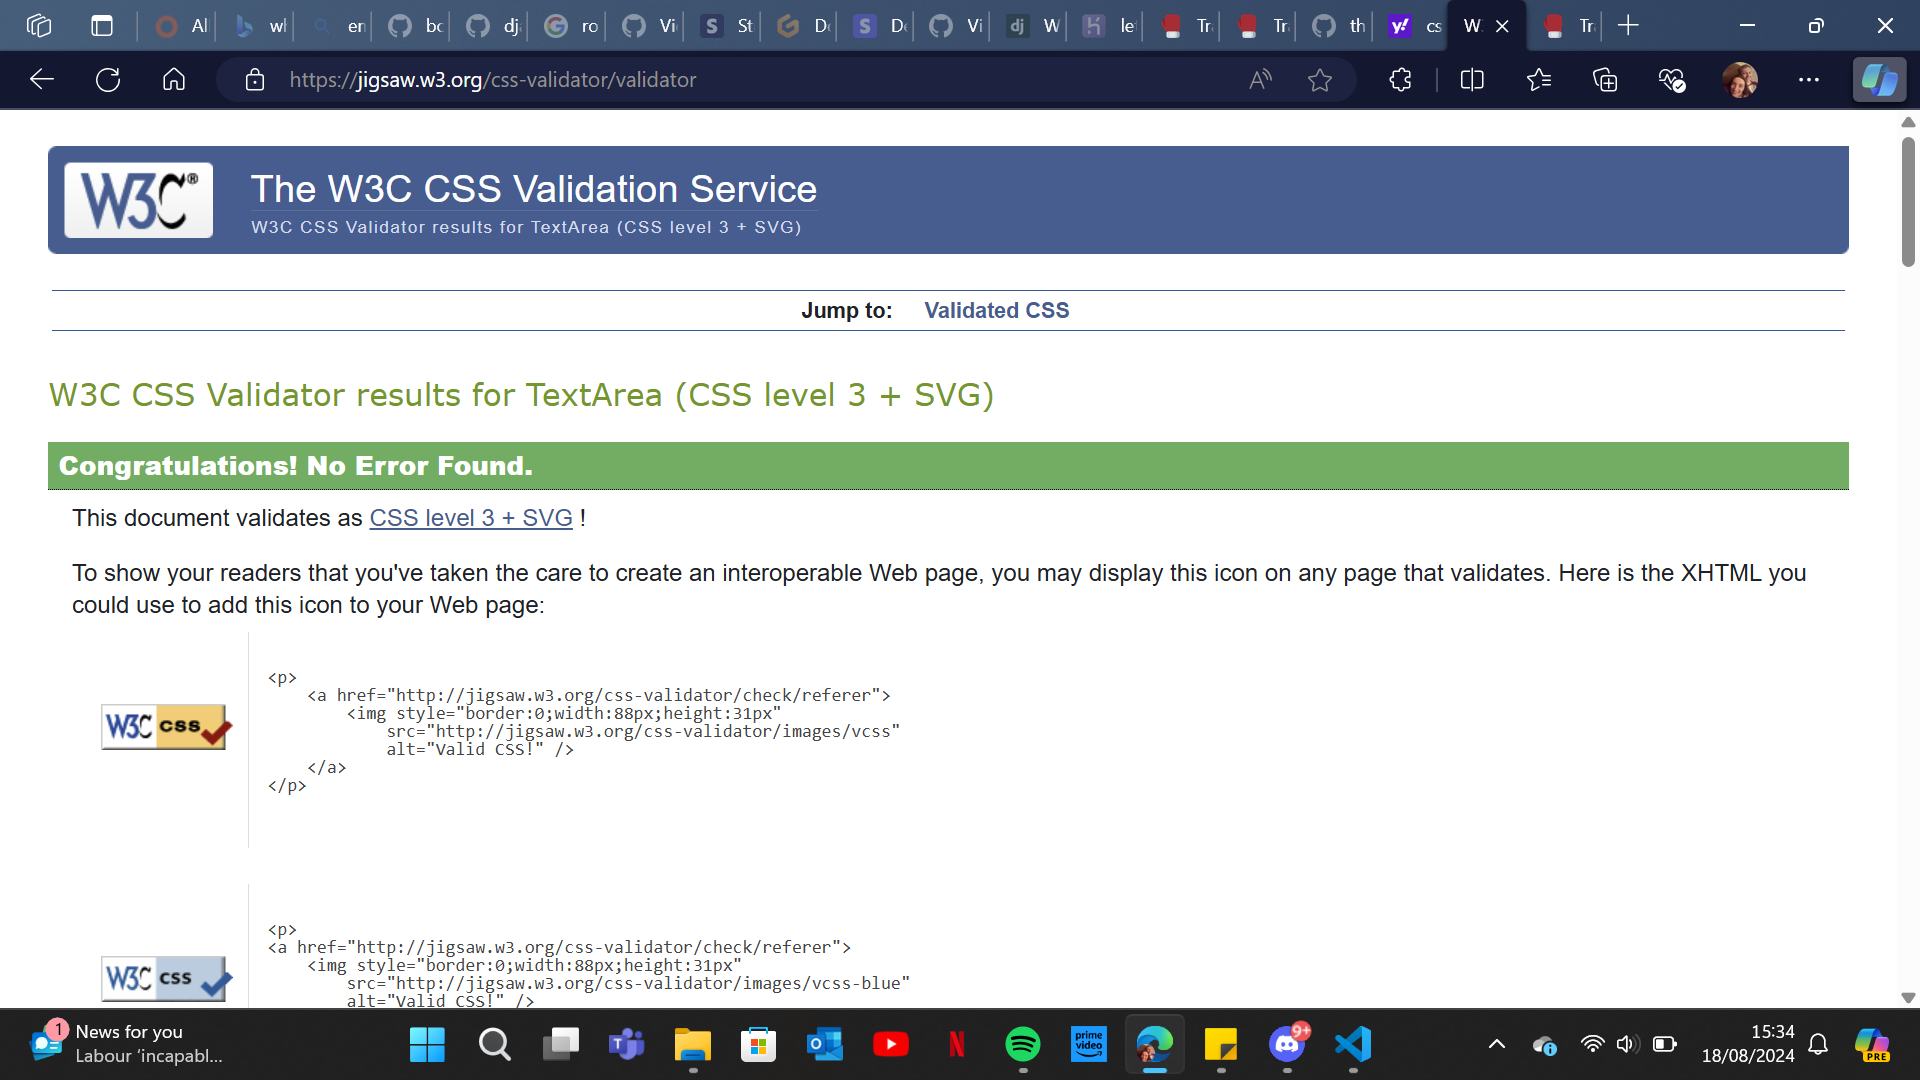 Al
wl
en
bc
dj
ro
Vi
St
De
De
Vi
W
le
Tr
Tr
th
cs
W
Tr
https://jigsaw.w3.org/css-validator/validator
W3C®
The W3C CSS Validation Service
W3C CSS Validator results for TextArea (CSS level 3 + SVG)
Jump to: Validated CSS
W3C CSS Validator results for TextArea (CSS level 3 + SVG)
Congratulations! No Error Found.
This document validates as CSS level 3 + SVG !
To show your readers that you've taken the care to create an interoperable Web page, you may display this icon on any page that validates. Here is the XHTML you
could use to add this icon to your Web page:
W3C css
<p>
<a href="http://jigsaw.w3.org/css-validator/check/referer">
<img style="border:0;width:88px;height:31px"
src="http://jigsaw.w3.org/css-validator/images/vcss"
alt="Valid CSS!" />
</a>
</p>
W3C css
<p>
<a href="http://jigsaw.w3.org/css-validator/check/referer">
<img style="border:0;width:88px;height:31px"
src="http://jigsaw.w3.org/css-validator/images/vcss-blue"
alt="Valid CSS!" />
1
News for you
Labour 'incapabl...
prime
video
9+
15:34
18/08/2024
PRE